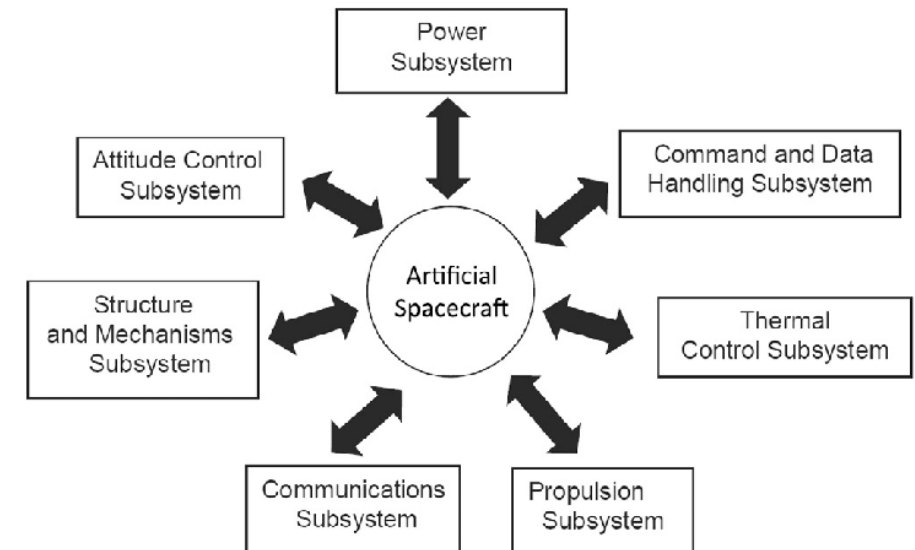 Power
Subsystem
Attitude Control
Subsystem
Command and Data
Handling Subsystem
Artificial
Spacecraft
Structure
and Mechanisms
Subsystem
Thermal
Control Subsystem
Communications
Subsystem
Propulsion
Subsystem